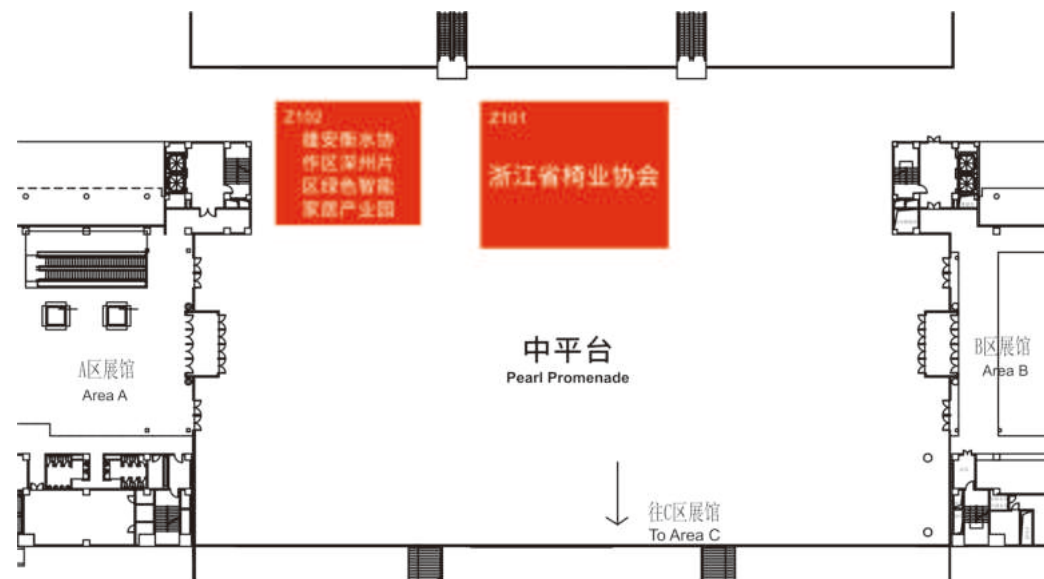 Z102
雄安衡水协
作区深州片
区绿色智能
家居产业园
Z101
浙江省椅业协会
中平台
Pearl Promenade
A区展馆
Area A
B区展馆
Area B
往C区展馆
To Area C